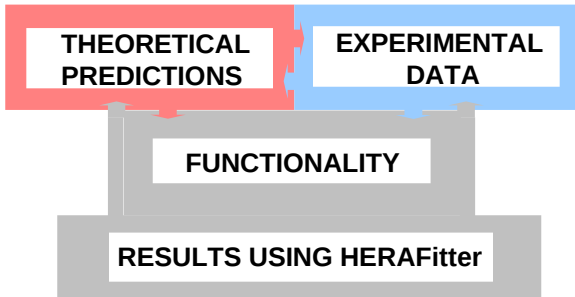 THEORETICAL
PREDICTIONS
EXPERIMENTAL
DATA
FUNCTIONALITY
RESULTS USING HERAFitter